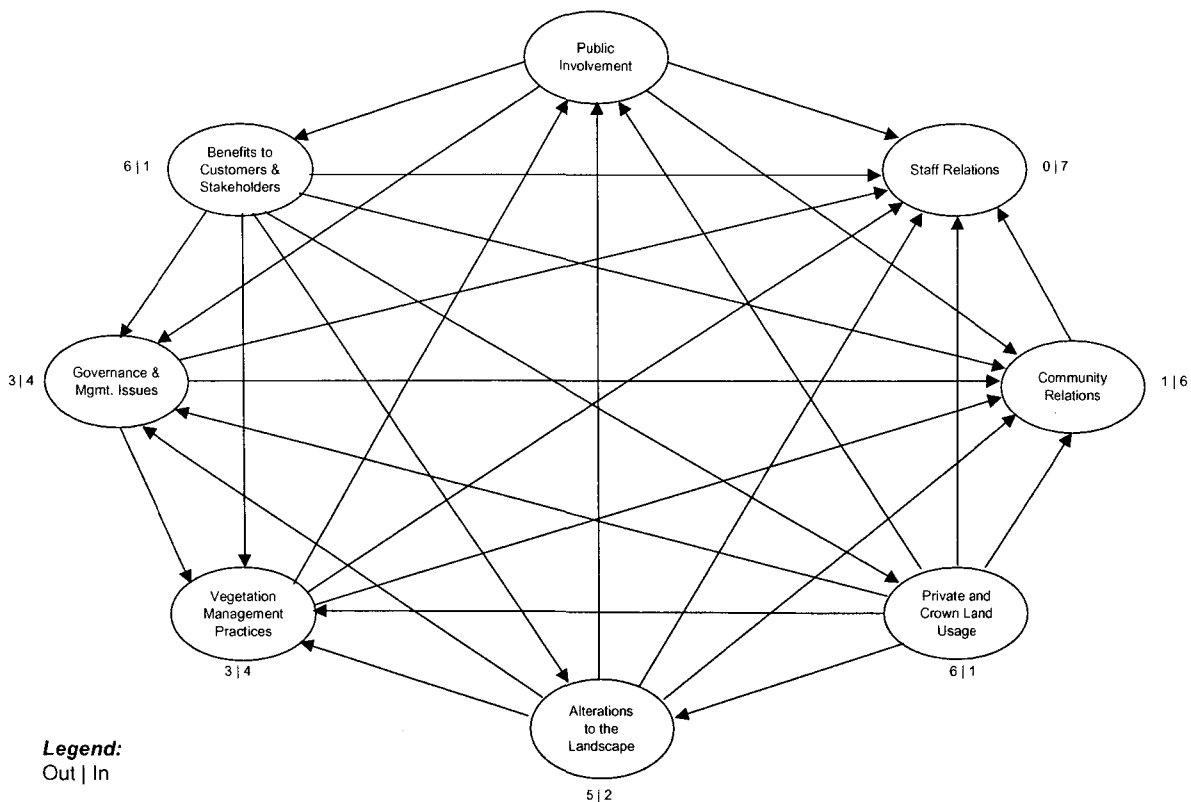 Public
Involvement
Benefits to
Customers &
Stakeholders
6 | 1
Staff Relations
0 | 7
Governance &
Mgmt. Issues
3 | 4
Community
Relations
1 | 6
Vegetation
Management
Practices
3 | 4
Private and
Crown Land
Usage
6 | 1
Alterations
to the
Landscape
5 | 2
Legend:
Out | In